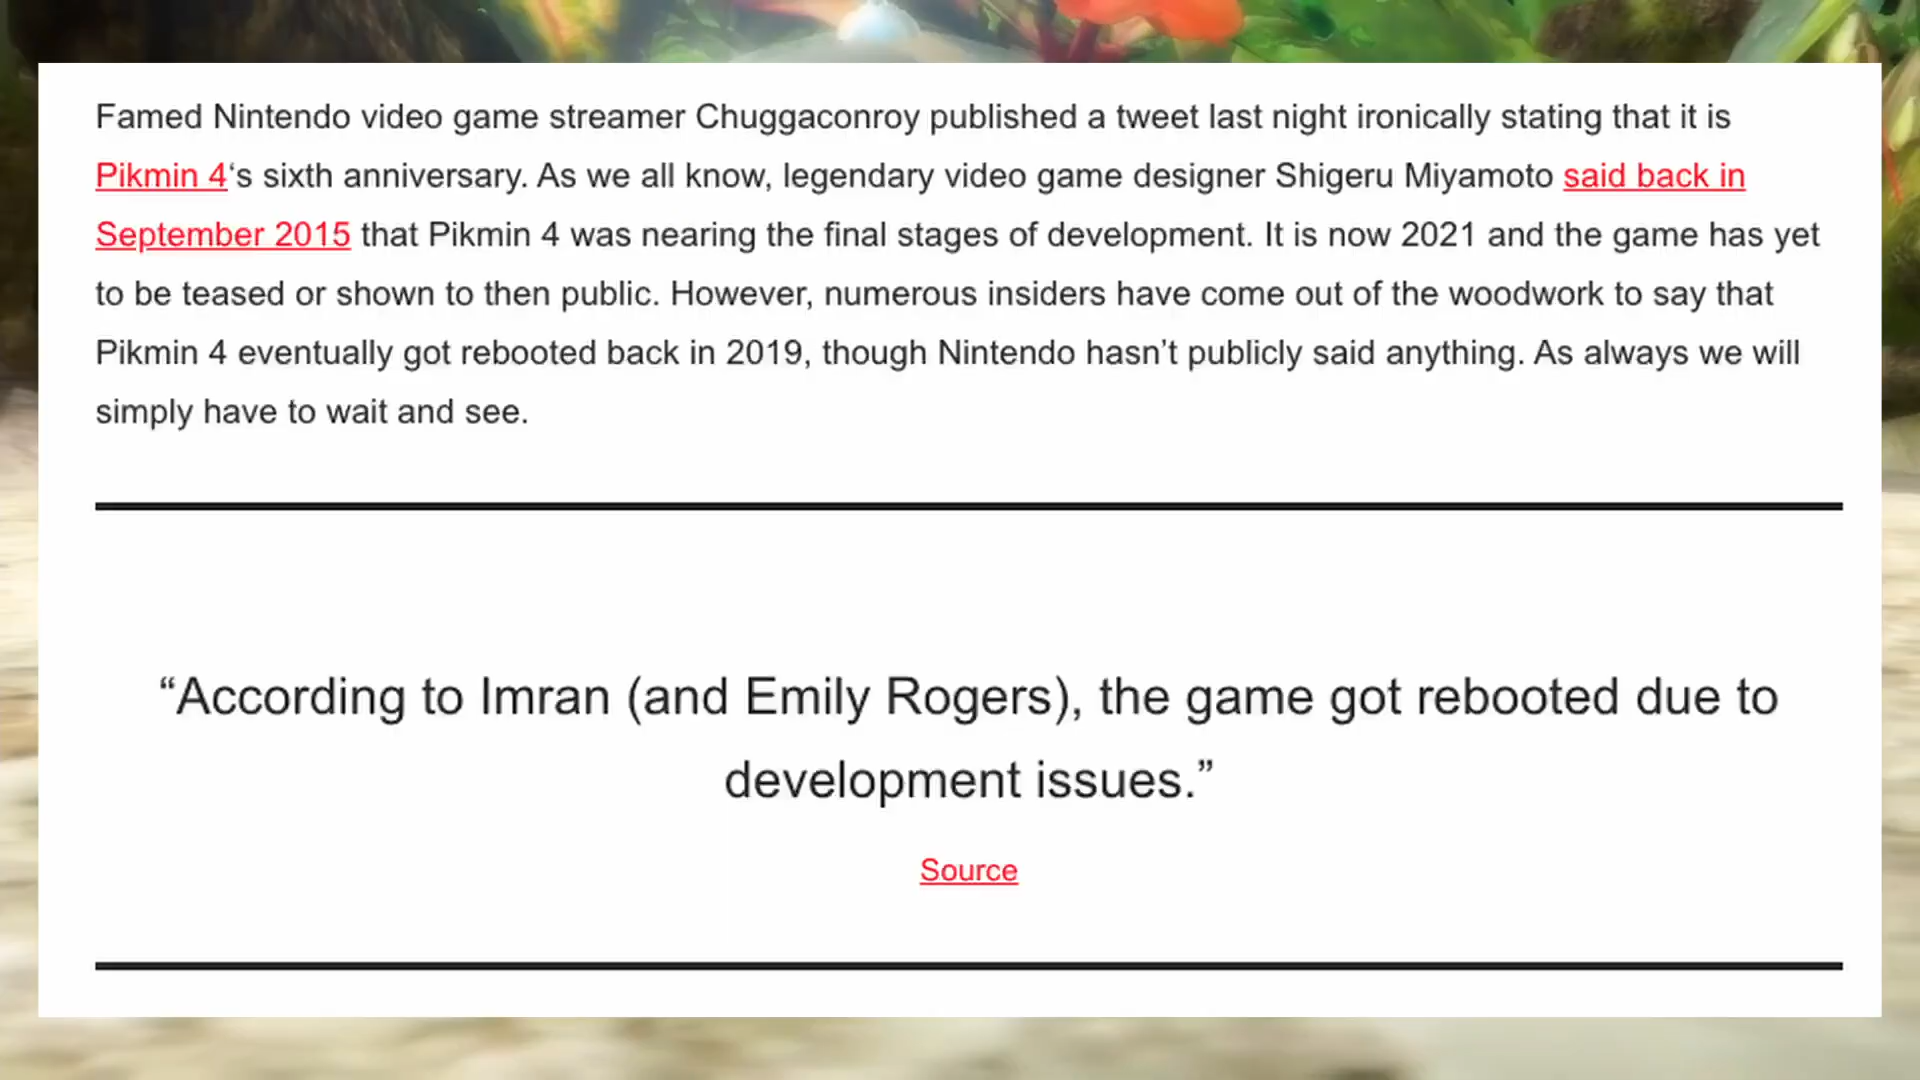 Famed Nintendo video game streamer Chuggaconroy published a tweet last night ironically stating that it is
Pikmin 4‘s sixth anniversary. As we all know, legendary video game designer Shigeru Miyamoto said back in
September 2015 that Pikmin 4 was nearing the final stages of development. It is now 2021 and the game has yet
to be teased or shown to then public. However, numerous insiders have come out of the woodwork to say that
Pikmin 4 eventually got rebooted back in 2019, though Nintendo hasn’t publicly said anything. As always we will
simply have to wait and see.
“According to Imran (and Emily Rogers), the game got rebooted due to
development issues.”
Source